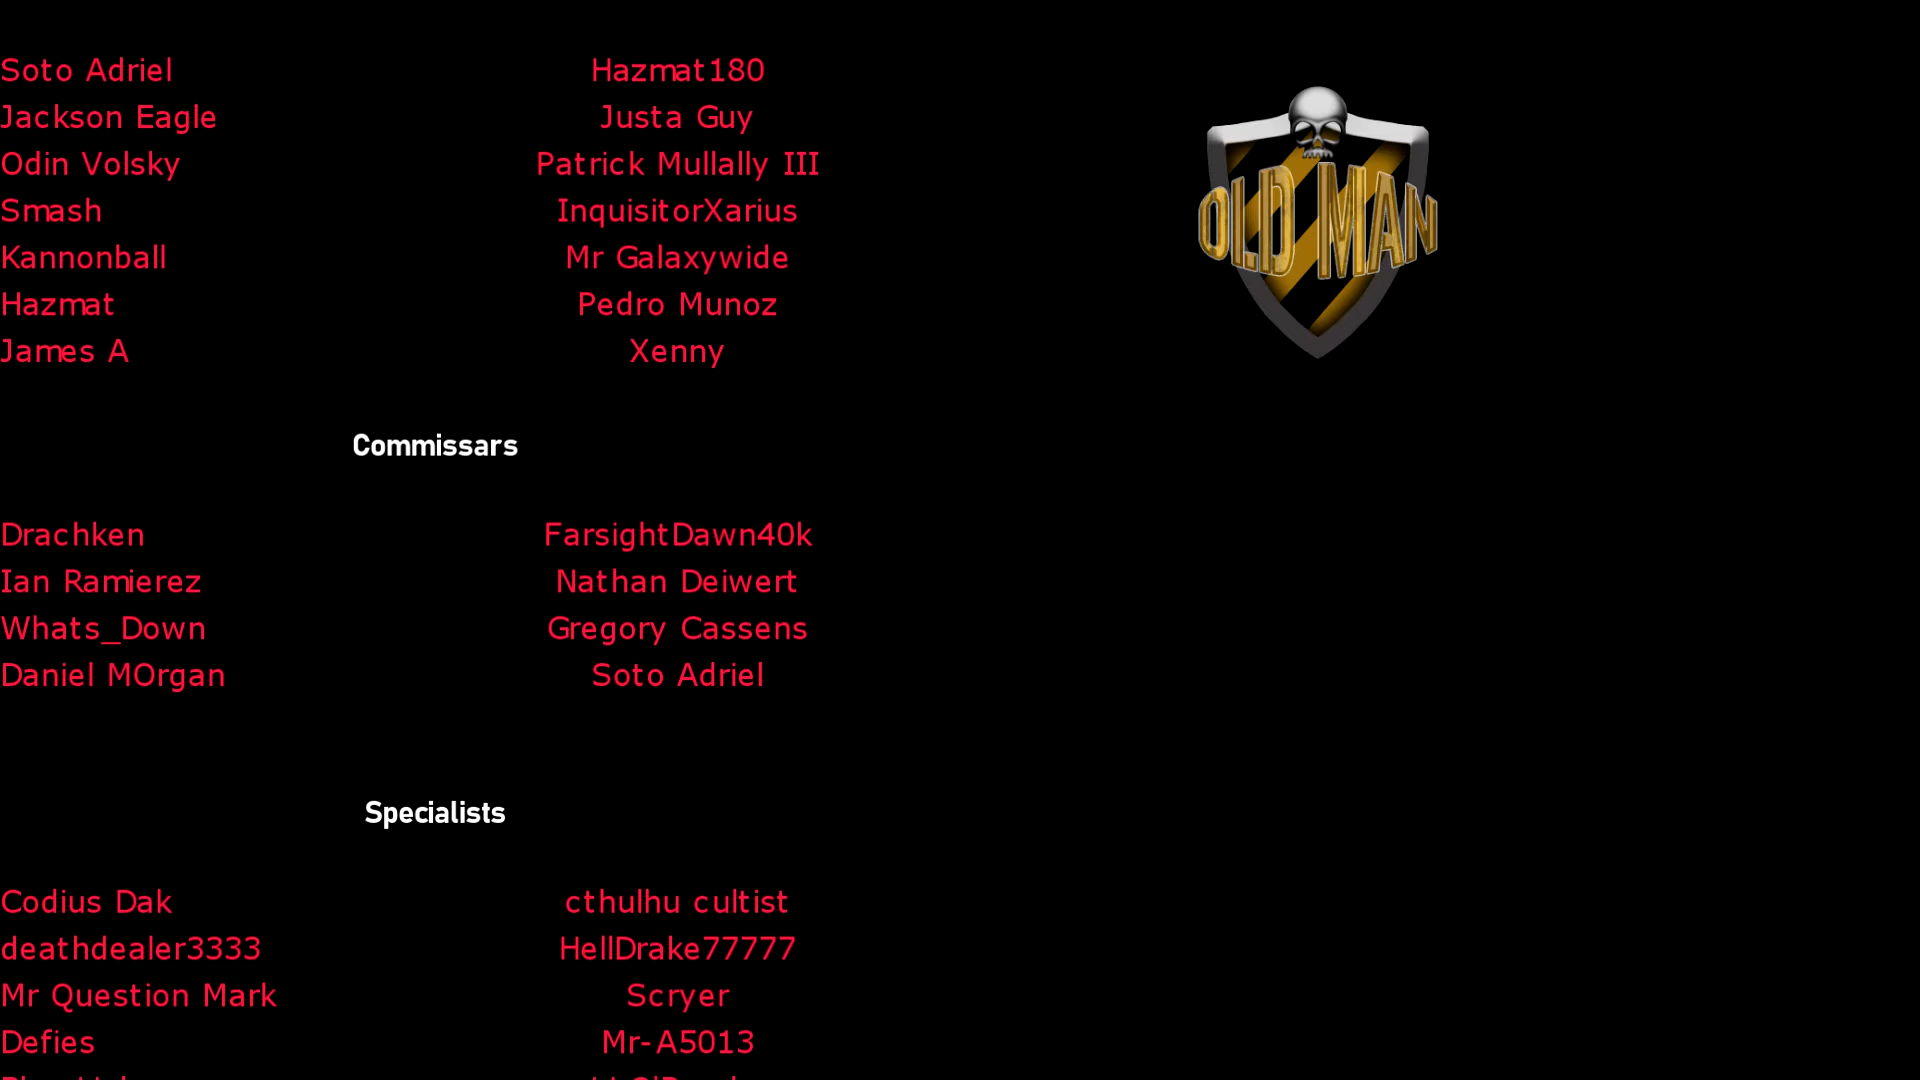 Soto Adriel Hazmat180
Jackson Eagle Justa Guy
Odin Volsky Patrick Mullally III
Smash InquisitorXarius
Kannonball Mr Galaxywide
Hazmat Pedro Munoz
James A Xenny
OLD MAN
Commissars
Drachken FarsightDawn40k
Ian Ramierez Nathan Deiwert
Whats_Down Gregory Cassens
Daniel MOrgan Soto Adriel
Specialists
Codius Dak cthulhu cultist
deathdealer3333 HellDrake77777
Mr Question Mark Scryer
Defies Mr-A5013